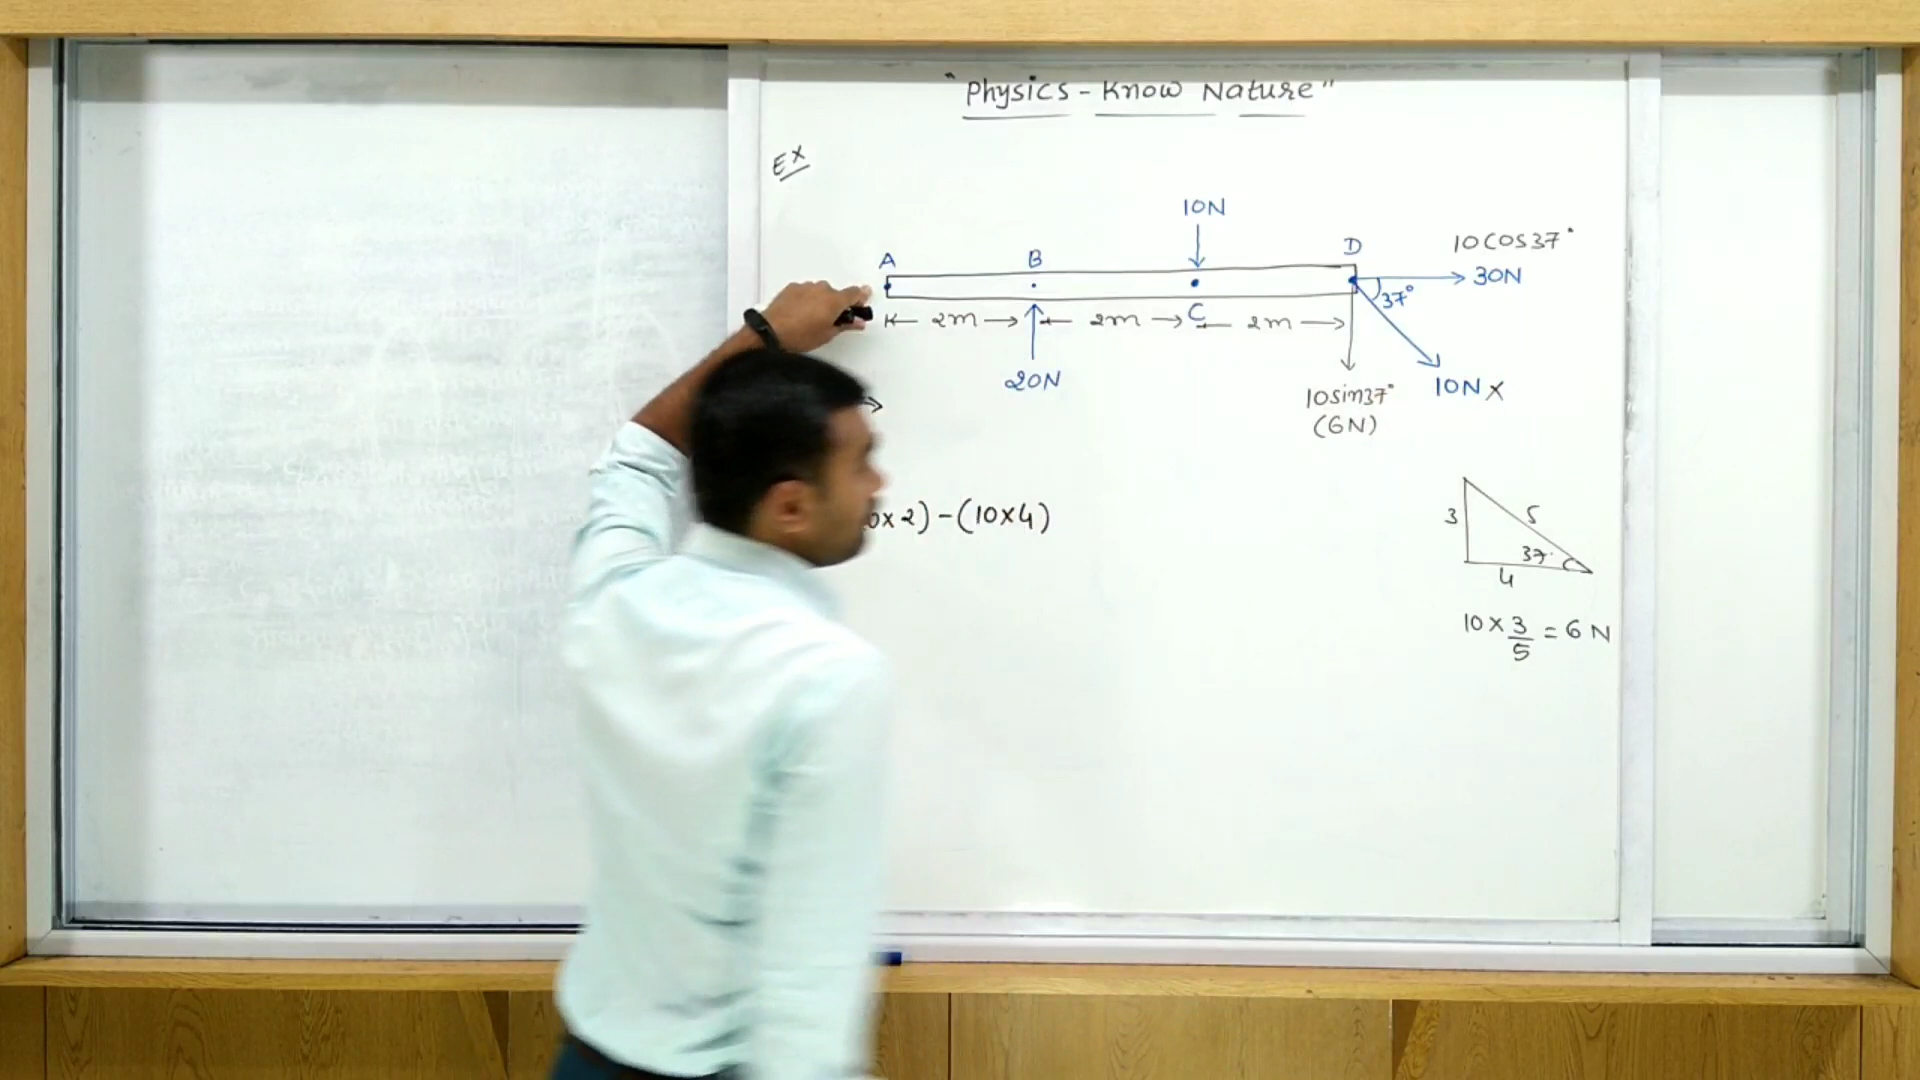 "Physics - Know Nature"
Ex
10N
A B D
10cos37°
30N
37°
2m 2m C 2m
20N
10sin37°
(6N)
10N X
x2) - (10x4)
3 5
37°
4
10 x 3/5 = 6 N